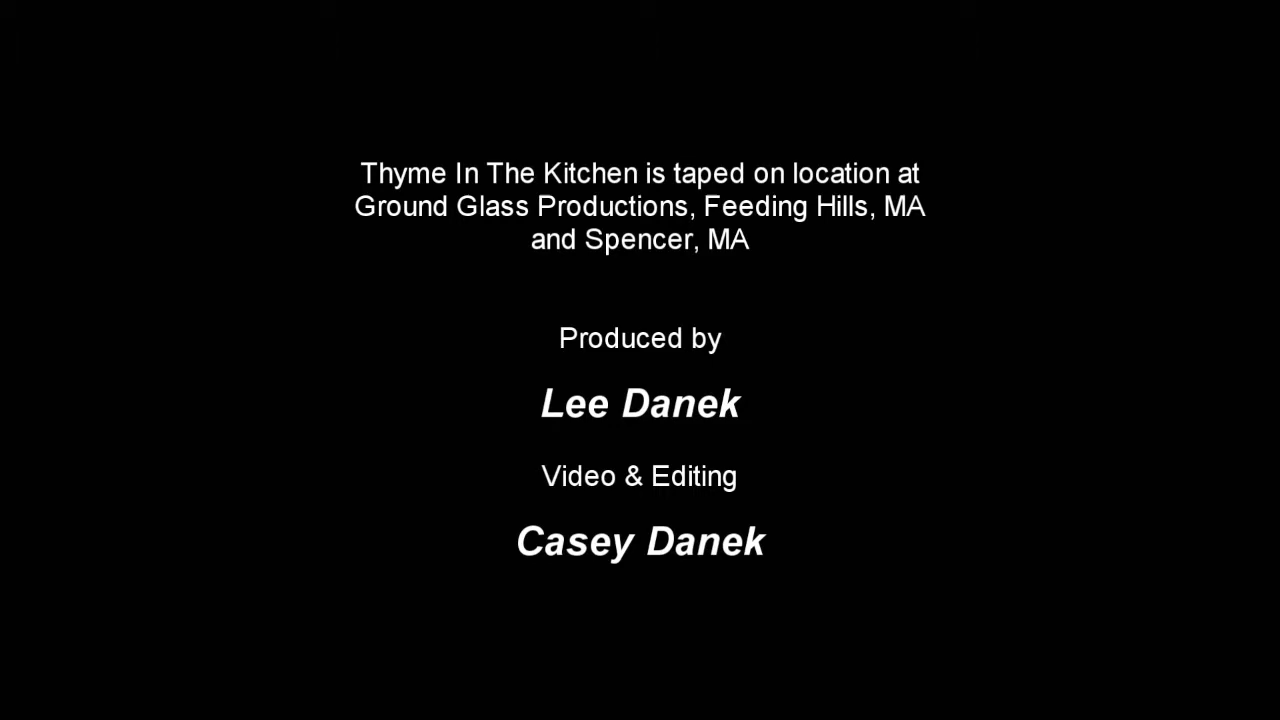 Thyme In The Kitchen is taped on location at
Ground Glass Productions, Feeding Hills, MA
and Spencer, MA
Produced by
Lee Danek
Video & Editing
Casey Danek